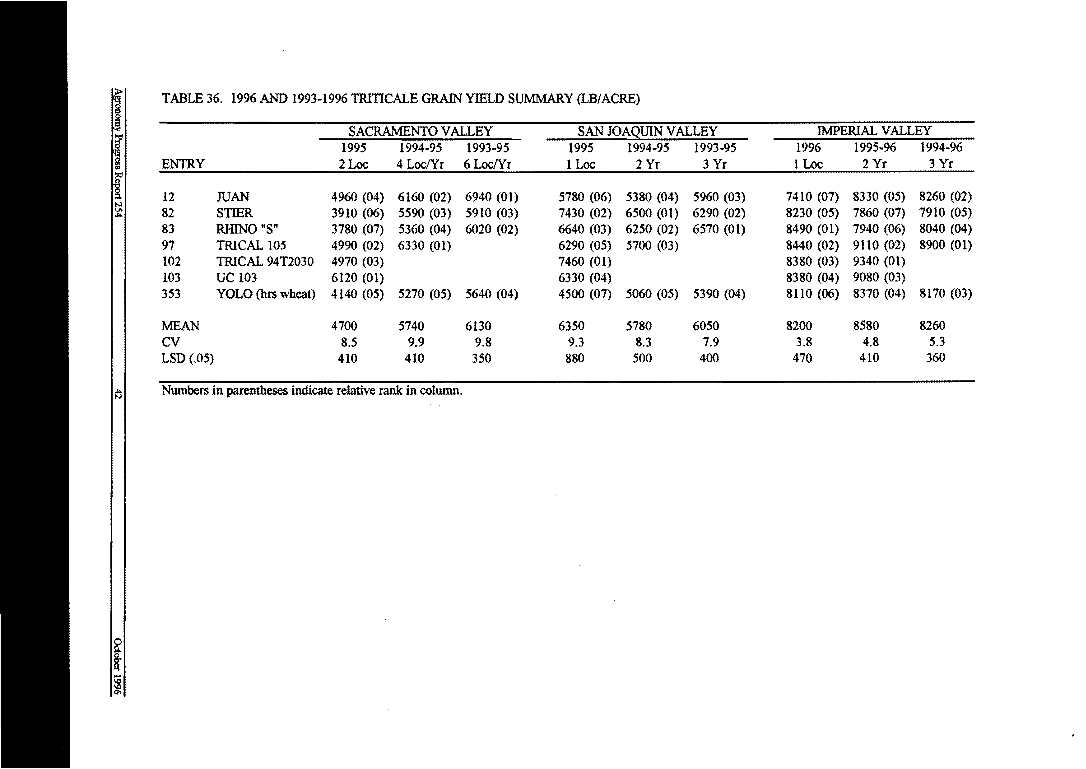 TABLE 36. 1996 AND 1993-1996 TRITICALE GRAIN YIELD SUMMARY (LB/ACRE)
SACRAMENTO VALLEY SAN JOAQUIN VALLEY IMPERIAL VALLEY
1995 1994-95 1993-95 1995 1994-95 1993-95 1996 1995-96 1994-96
ENTRY 2 Loc 4 Loc/Yr 6 Loc/Yr 1 Loc 2 Yr 3 Yr 1 Loc 2 Yr 3 Yr
12 JUAN 4960 (04) 6160 (02) 6940 (01) 5780 (06) 5380 (04) 5960 (03) 7410 (07) 8330 (05) 8260 (02)
82 STIER 3910 (06) 5590 (03) 5910 (03) 7430 (02) 6500 (01) 6290 (02) 8230 (05) 7860 (07) 7910 (05)
83 RHINO "S" 3780 (07) 5360 (04) 6020 (02) 6640 (03) 6250 (02) 6570 (01) 8490 (01) 7940 (06) 8040 (04)
97 TRICAL 105 4990 (02) 6330 (01) 6290 (05) 5700 (03) 8440 (02) 9110 (02) 8900 (01)
102 TRICAL 94T2030 4970 (03) 7460 (01) 8380 (03) 9340 (01)
103 UC 103 6120 (01) 6330 (04) 8380 (04) 9080 (03)
353 YOLO (hrs wheat) 4140 (05) 5270 (05) 5640 (04) 4500 (07) 5060 (05) 5390 (04) 8110 (06) 8370 (04) 8170 (03)
MEAN 4700 5740 6130 6350 5780 6050 8200 8580 8260
CV 8.5 9.9 9.8 9.3 8.3 7.9 3.8 4.8 5.3
LSD (.05) 410 410 350 880 500 400 470 410 360
Numbers in parentheses indicate relative rank in column.
Agronomy Progress Report 254 42 October 1996